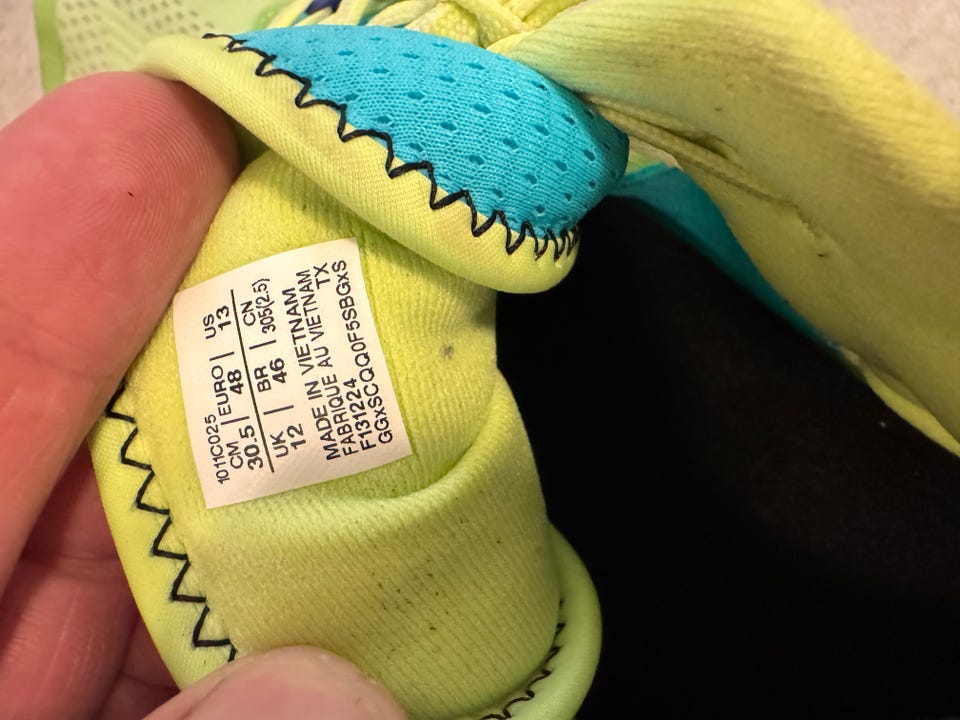 1011C025
CM | EURO | US
30.5 | 48 | 13
UK | BR | CN
12 | 46 | 305(2.5)
MADE IN VIETNAM
FABRIQUE AU VIETNAM
F131224 TX
GGxSCQQ0F5SBGxS